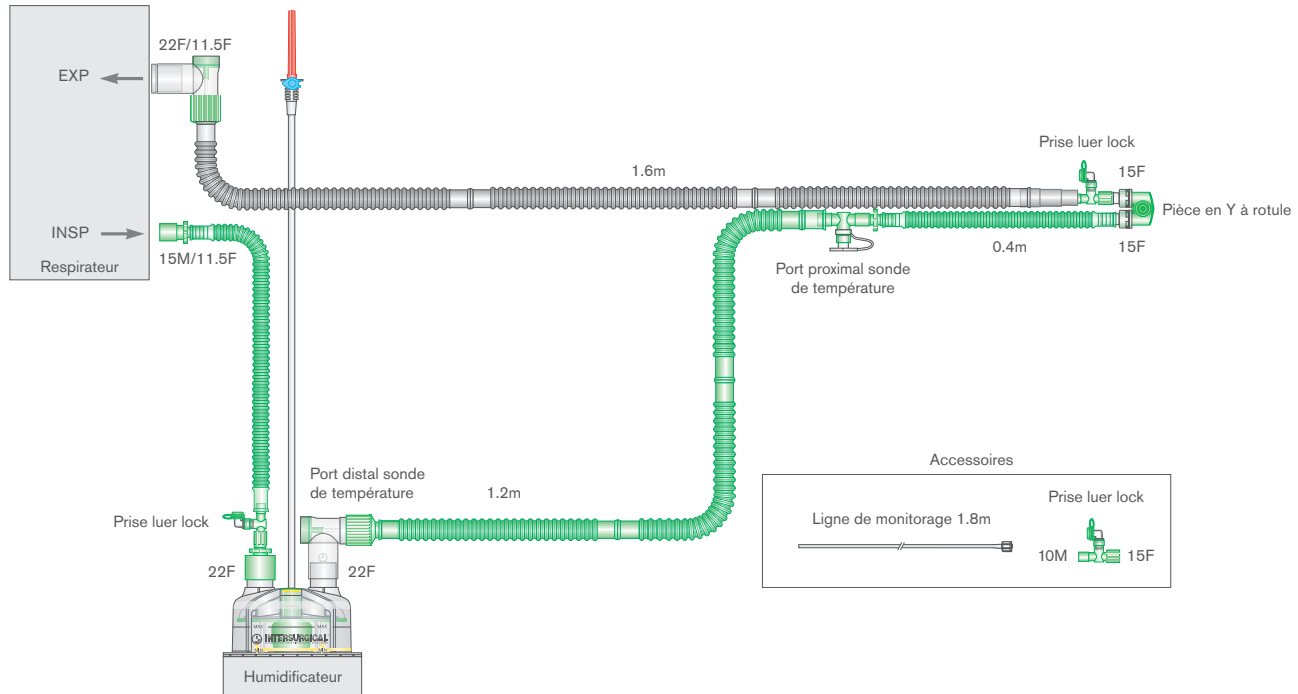 22F/11.5F
EXP
Prise luer lock
1.6m
15F
Pièce en Y à rotule
INSP
15M/11.5F
Respirateur
0.4m
15F
Port proximal sonde
de température
Port distal sonde
de température
1.2m
Prise luer lock
22F
22F
MAX
MAX
INTERSURGICAL
Humidificateur
Accessoires
Prise luer lock
Ligne de monitorage 1.8m
10M
15F